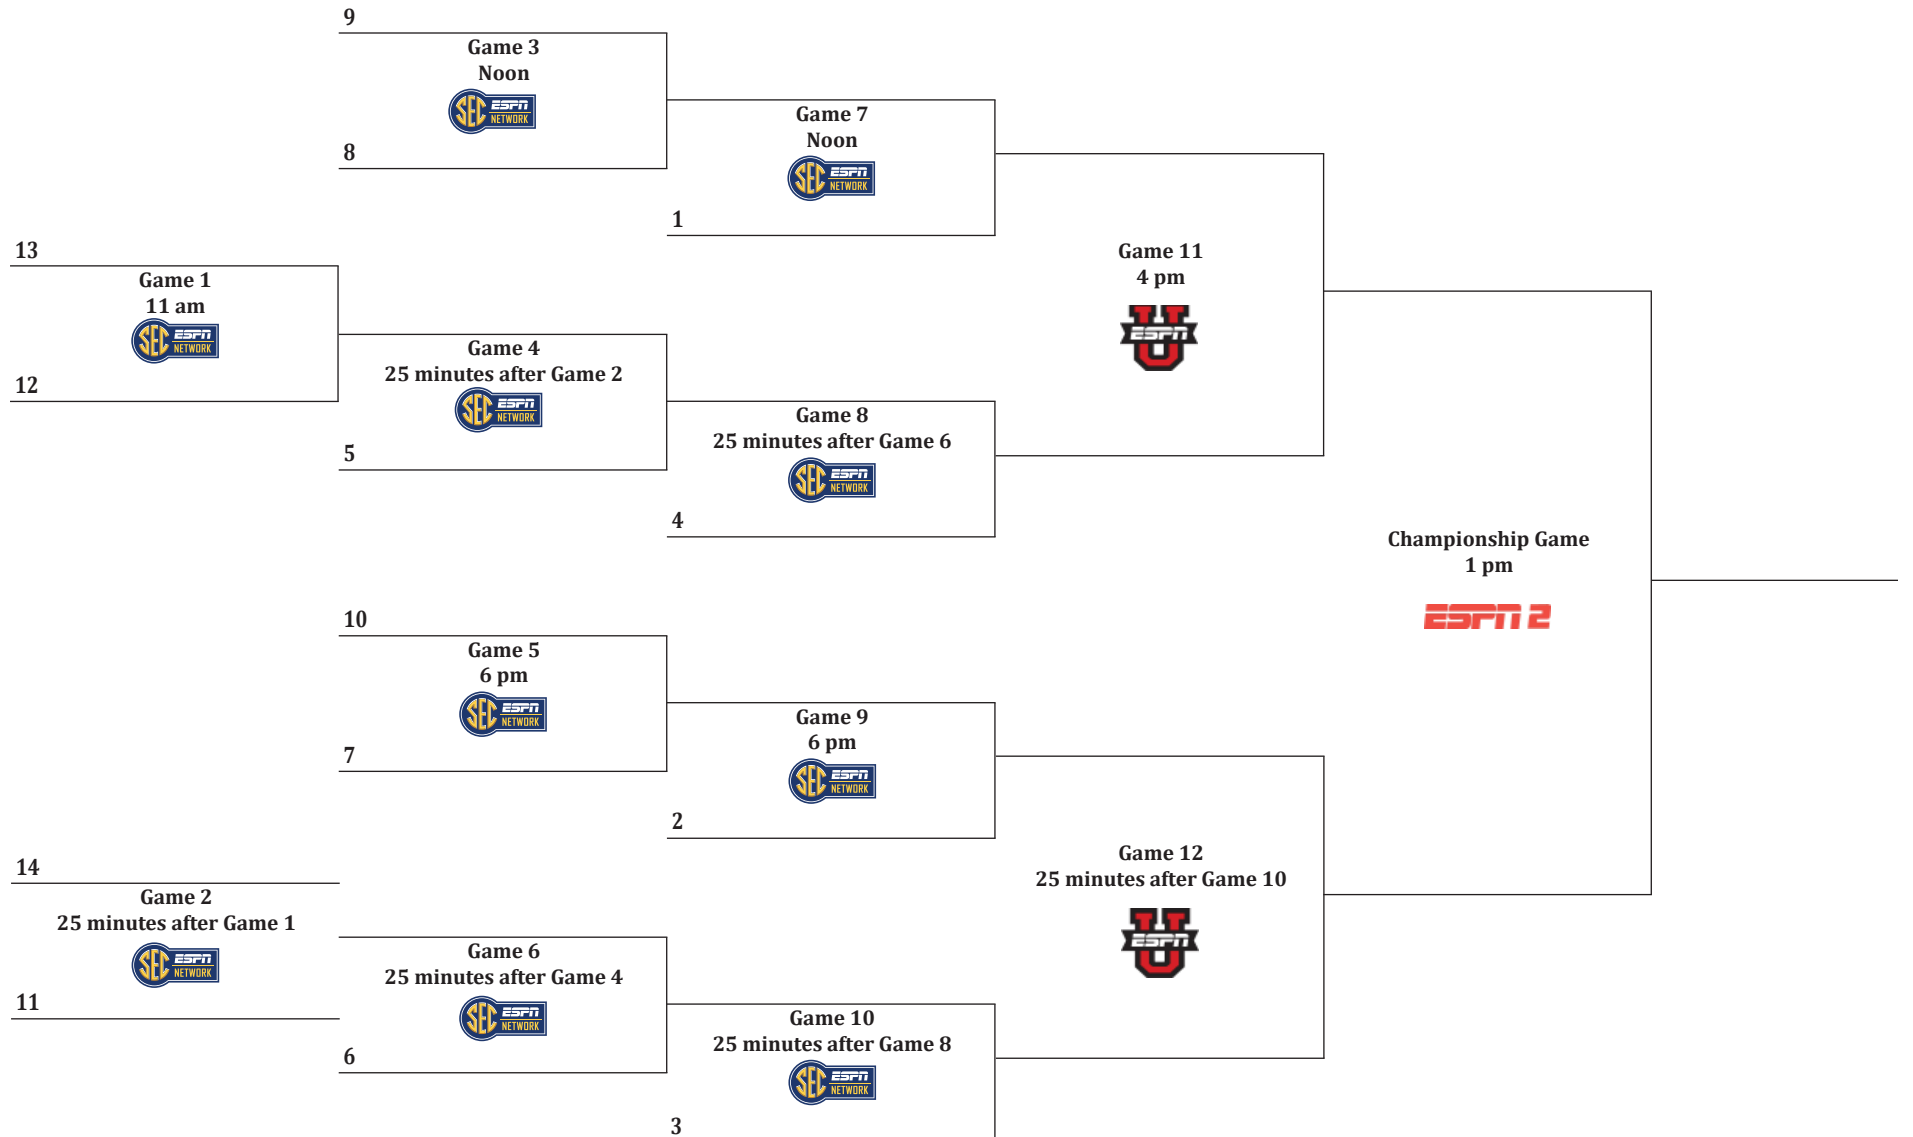 9
Game 3
Noon
SEC ESPN
NETWORK
8
Game 7
Noon
SEC ESPN
NETWORK
1
13
Game 1
11 am
SEC ESPN
NETWORK
12
Game 4
25 minutes after Game 2
SEC ESPN
NETWORK
5
Game 8
25 minutes after Game 6
SEC ESPN
NETWORK
4
Game 11
4 pm
U
ESPN
Championship Game
1 pm
ESPN 2
10
Game 5
6 pm
SEC ESPN
NETWORK
7
Game 9
6 pm
SEC ESPN
NETWORK
2
14
Game 2
25 minutes after Game 1
SEC ESPN
NETWORK
11
Game 6
25 minutes after Game 4
SEC ESPN
NETWORK
6
Game 10
25 minutes after Game 8
SEC ESPN
NETWORK
3
Game 12
25 minutes after Game 10
U
ESPN